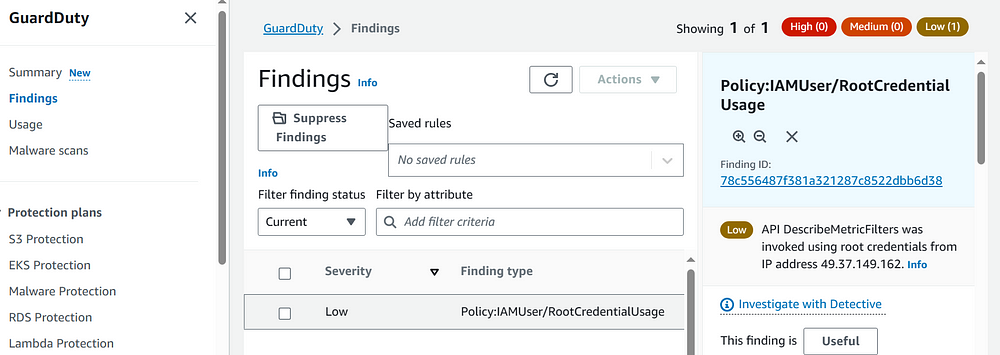 GuardDuty
Summary New
Findings
Usage
Malware scans
Protection plans
S3 Protection
EKS Protection
Malware Protection
RDS Protection
Lambda Protection
GuardDuty > Findings
Showing 1 of 1 High (0) Medium (0) Low (1)
Findings Info
Actions
Suppress
Findings
Info
Saved rules
No saved rules
Filter finding status
Current
Filter by attribute
Add filter criteria
Severity Finding type
Low Policy:IAMUser/RootCredentialUsage
Policy:IAMUser/RootCredential
Usage
Finding ID:
78c556487f381a321287c8522dbb6d38
Low API DescribeMetricFilters was
invoked using root credentials from
IP address 49.37.149.162. Info
Investigate with Detective
This finding is Useful